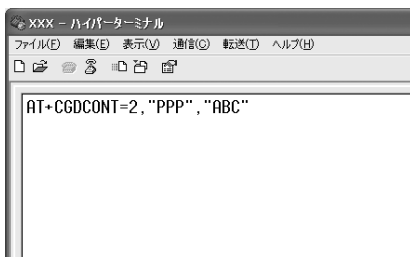 xxx - ハイパーターミナル
ファイル(F) 編集(E) 表示(V) 通信(C) 転送(T) ヘルプ(H)
AT+CGDCONT=2,"PPP","ABC"